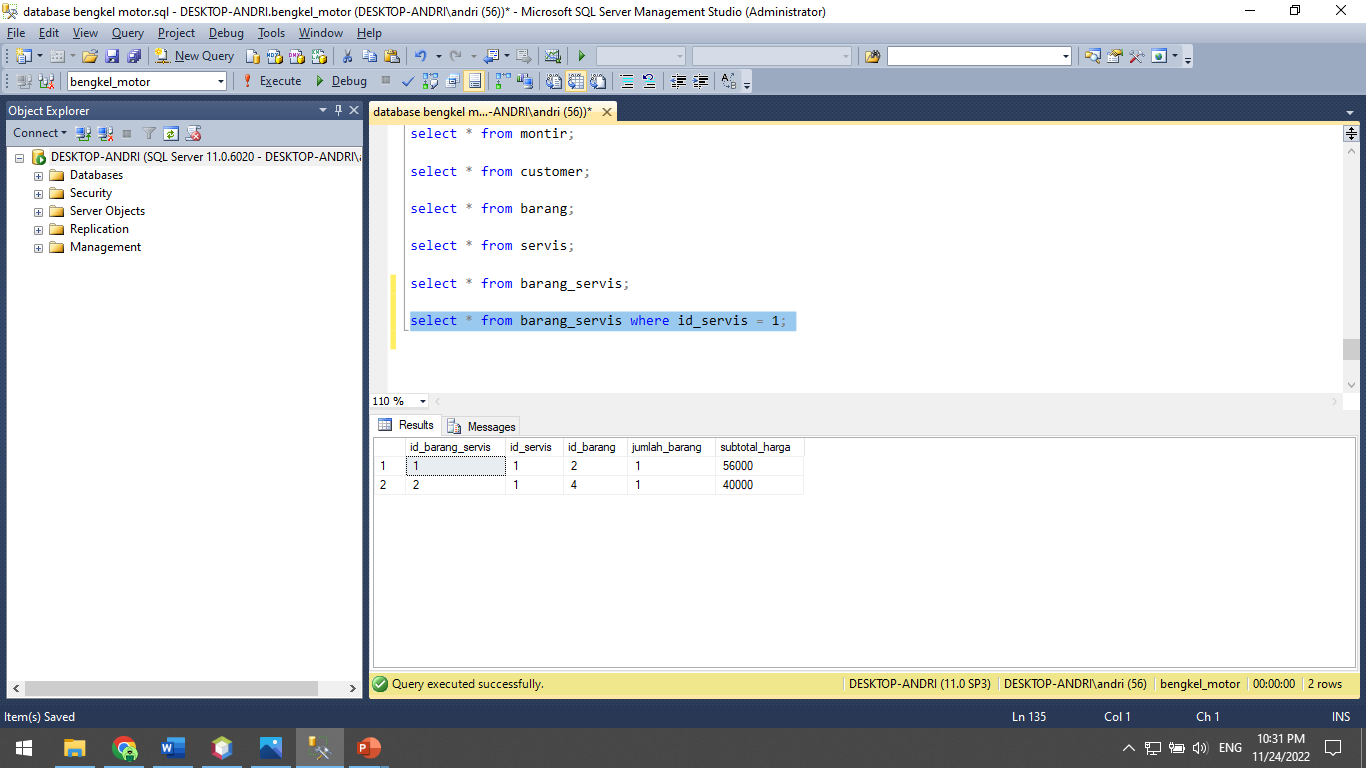 database bengkel motor.sql - DESKTOP-ANDRI.bengkel_motor (DESKTOP-ANDRI\andri (56))* - Microsoft SQL Server Management Studio (Administrator)
File Edit View Query Project Debug Tools Window Help
New Query
bengkel_motor Execute Debug
Object Explorer
Connect
DESKTOP-ANDRI (SQL Server 11.0.6020 - DESKTOP-ANDRI\
Databases
Security
Server Objects
Replication
Management
database bengkel m...-ANDRI\andri (56))*
select * from montir;
select * from customer;
select * from barang;
select * from servis;
select * from barang_servis;
select * from barang_servis where id_servis = 1;
110 %
Results Messages
id_barang_servis id_servis id_barang jumlah_barang subtotal_harga
1 1 1 2 1 56000
2 2 1 4 1 40000
Query executed successfully. DESKTOP-ANDRI (11.0 SP3) DESKTOP-ANDRI\andri (56) bengkel_motor 00:00:00 2 rows
Item(s) Saved Ln 135 Col 1 Ch 1 INS
ENG 10:31 PM
11/24/2022